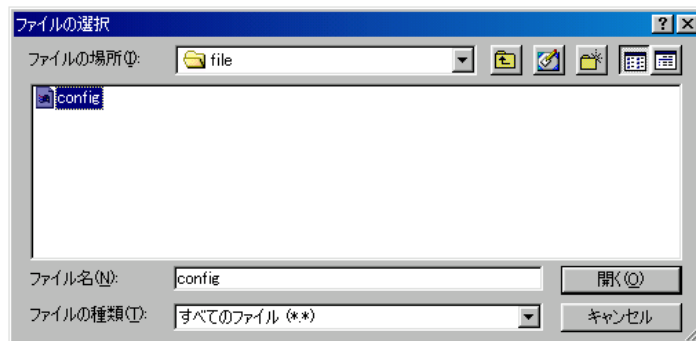 ファイルの選択
ファイルの場所(I):
file
config
ファイル名(N):
config
開く(O)
ファイルの種類(T):
すべてのファイル (*.*)
キャンセル